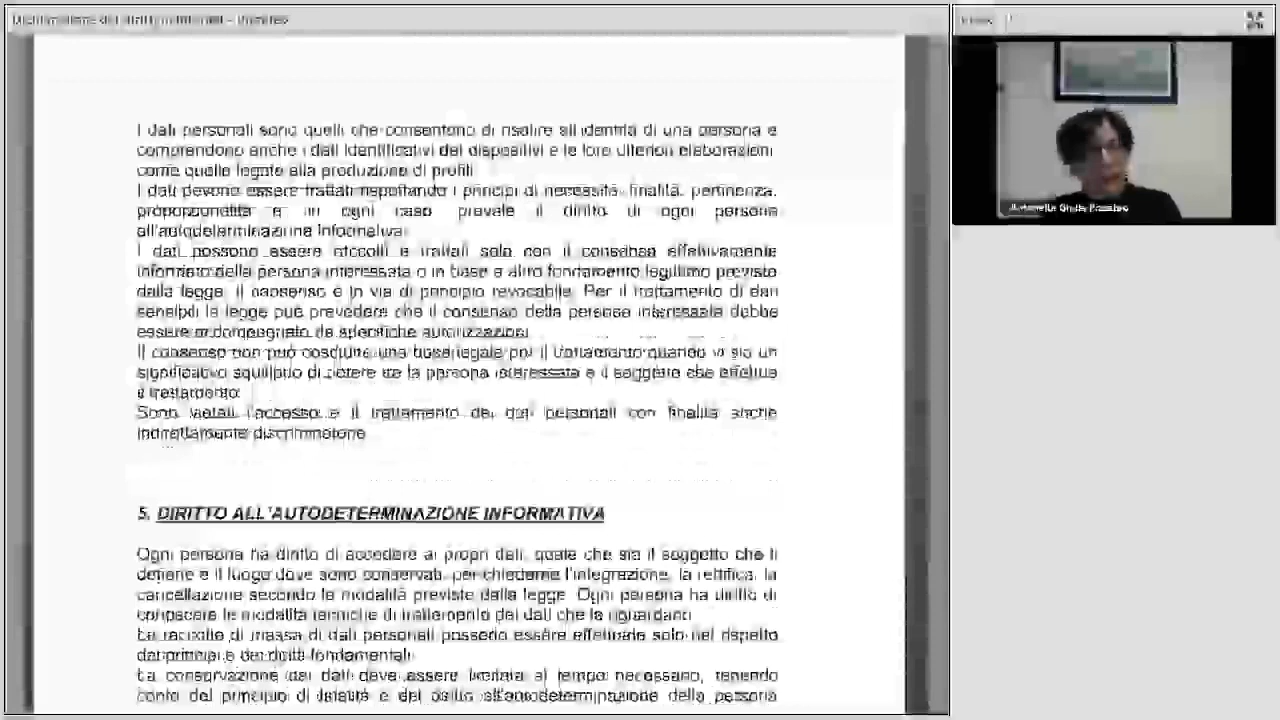 I dati personali sono quelli che consentono di risalire all'identità di una persona e
comprendono anche i dati identificativi dei dispositivi e le loro ulteriori elaborazioni,
come quelle legate alla produzione di profili.
I dati devono essere trattati rispettando i principi di necessità, finalità, pertinenza,
proporzionalità e, in ogni caso, prevale il diritto di ogni persona
all'autodeterminazione informativa.
I dati possono essere raccolti e trattati solo con il consenso effettivamente
informato della persona interessata o in base a altro fondamento legittimo previsto
dalla legge. Il consenso è in via di principio revocabile. Per il trattamento di dati
sensibili la legge può prevedere che il consenso della persona interessata debba
essere accompagnato da specifiche autorizzazioni.
Il consenso non può costituire una base legale per il trattamento quando vi sia un
significativo squilibrio di potere tra la persona interessata e il soggetto che effettua
il trattamento.
Sono vietati l'accesso e il trattamento dei dati personali con finalità anche
indirettamente discriminatorie.
5. DIRITTO ALL'AUTODETERMINAZIONE INFORMATIVA
Ogni persona ha diritto di accedere ai propri dati, quale che sia il soggetto che li
detiene e il luogo dove sono conservati, per chiederne l'integrazione, la rettifica, la
cancellazione secondo le modalità previste dalla legge. Ogni persona ha diritto di
conoscere le modalità tecniche di trattamento dei dati che la riguardano.
Le raccolte di massa di dati personali possono essere effettuate solo nel rispetto
dei principi e dei diritti fondamentali.
La conservazione dei dati deve essere limitata al tempo necessario, tenendo
conto del principio di finalità e del diritto all'autodeterminazione della persona